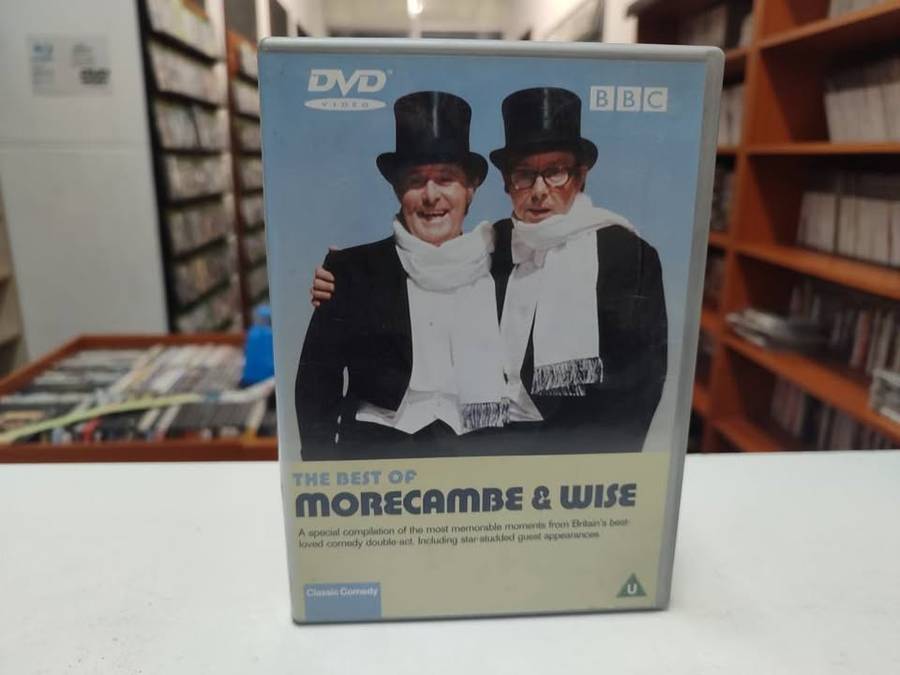 DVD
VIDEO
BBC
THE BEST OF
MORECAMBE & WISE
A special compilation of the most memorable moments from Britain's best-
loved comedy double-act. Including star-studded guest appearances
Classic Comedy
U